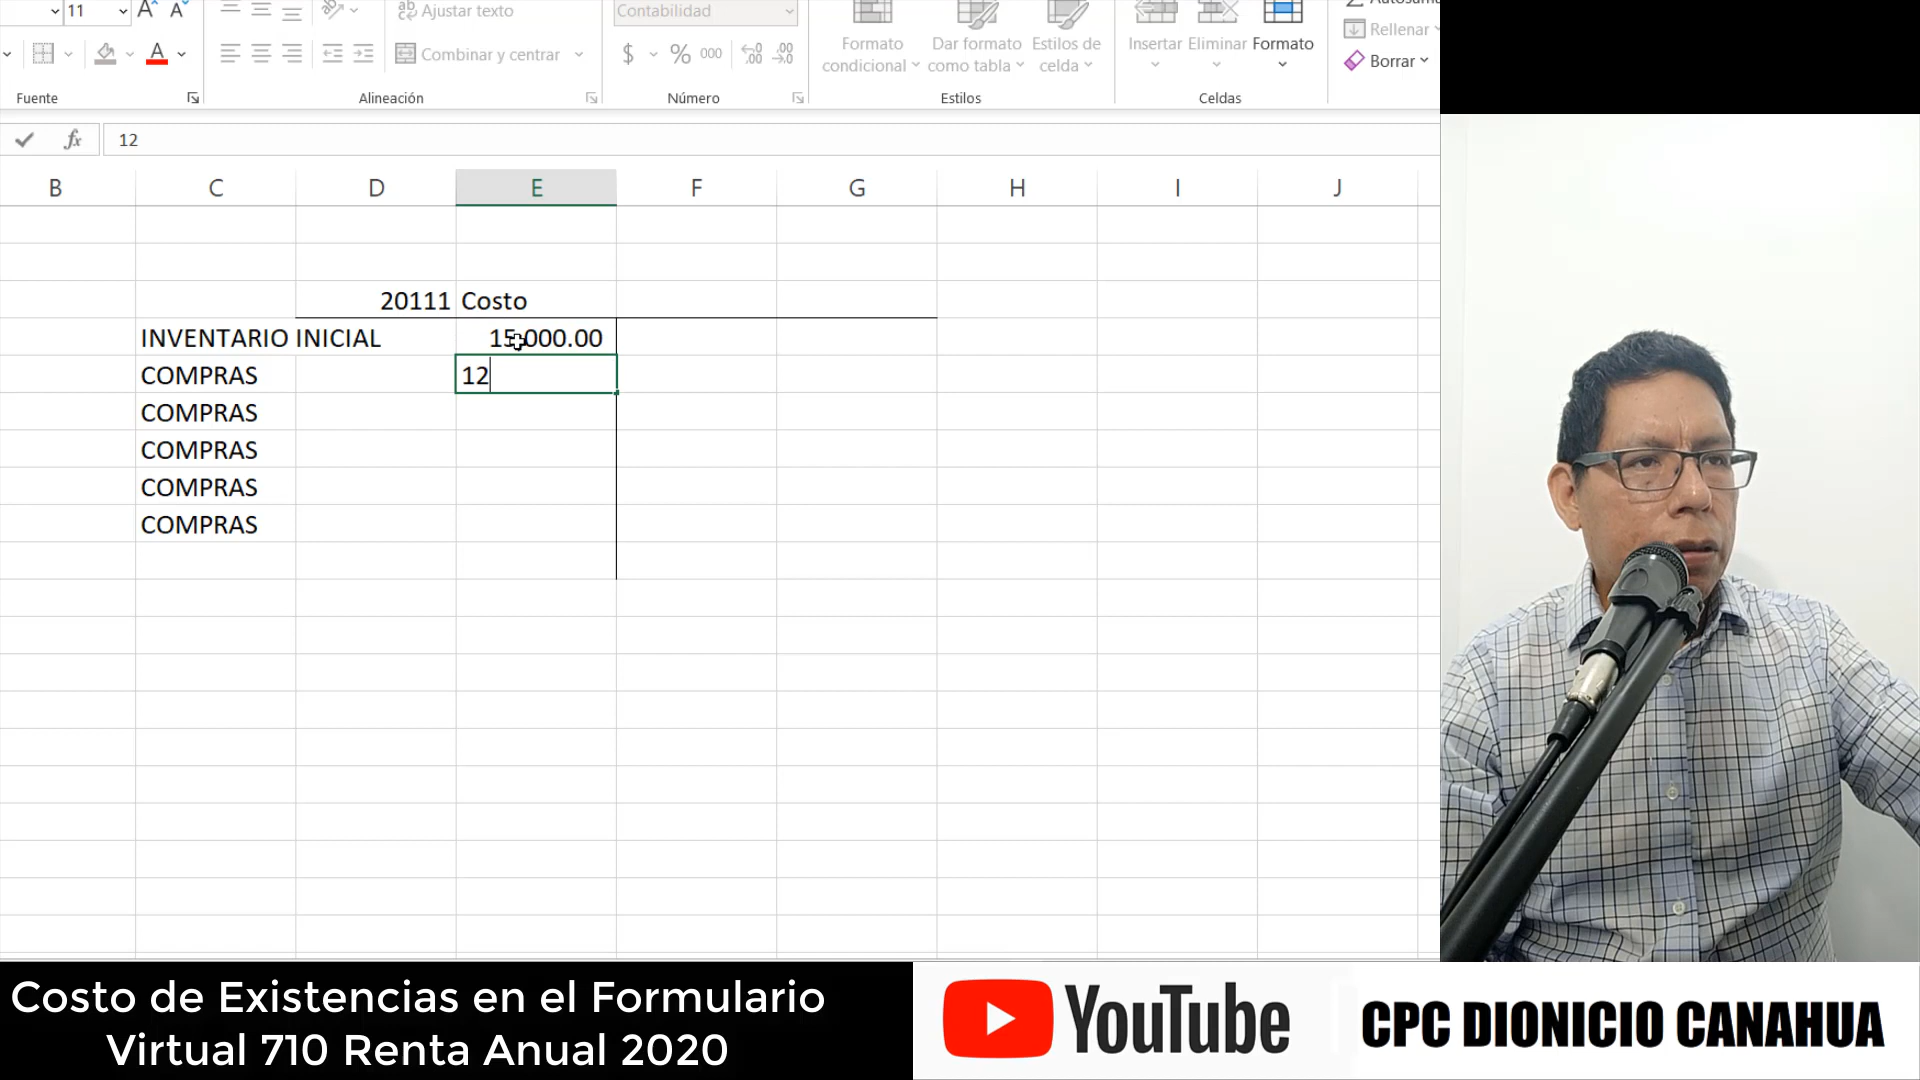 11
Ajustar texto
Contabilidad
Combinar y centrar
$ % 000
Formato condicional
Dar formato como tabla
Estilos de celda
Insertar
Eliminar
Formato
Rellenar
Borrar
Fuente
Alineación
Número
Estilos
Celdas
fx 12
B C D E F G H I J
20111 Costo
INVENTARIO INICIAL 15,000.00
COMPRAS 12
COMPRAS
COMPRAS
COMPRAS
COMPRAS
Costo de Existencias en el Formulario
Virtual 710 Renta Anual 2020
YouTube
CPC DIONICIO CANAHUA